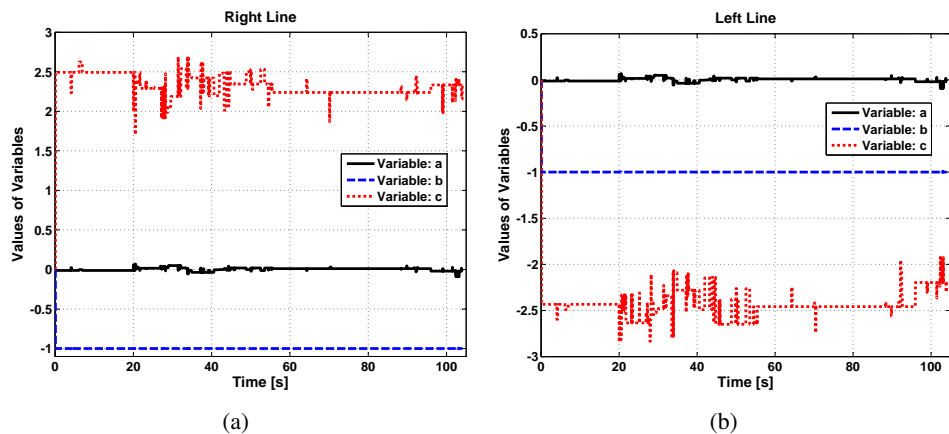 Right Line
Values of Variables
3
2.5
2
1.5
1
0.5
0
-0.5
-1
Variable: a
Variable: b
Variable: c
0
20
40
60
80
100
Time [s]
(a)
Left Line
Values of Variables
0.5
0
-0.5
-1
-1.5
-2
-2.5
-3
Variable: a
Variable: b
Variable: c
0
20
40
60
80
100
Time [s]
(b)